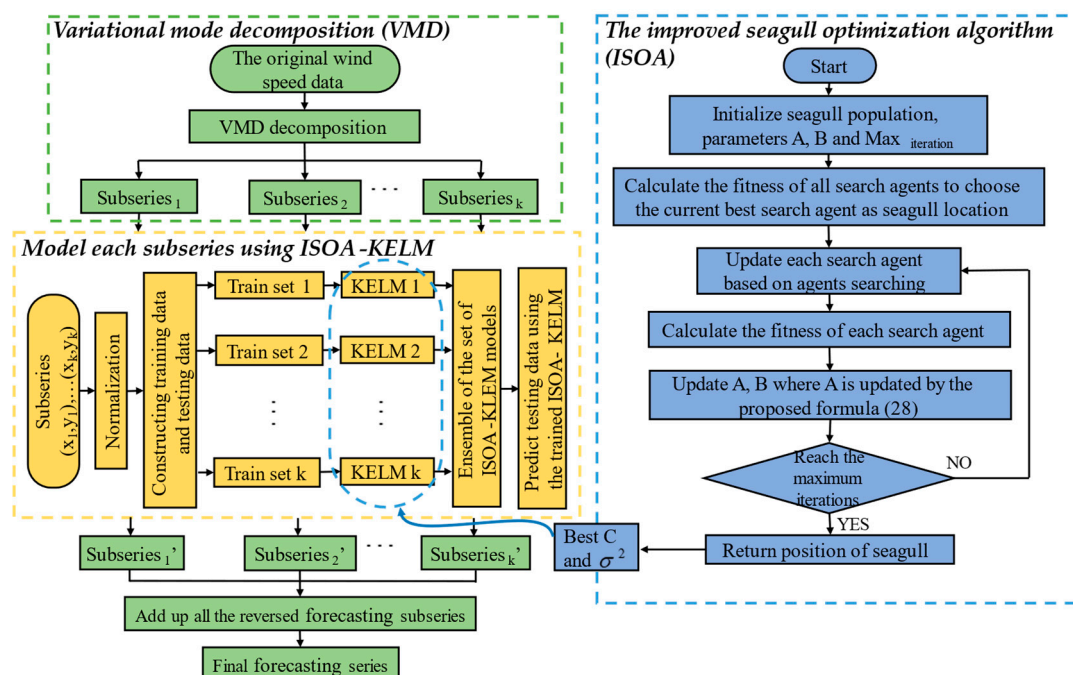 Variational mode decomposition (VMD)
The original wind
speed data
VMD decomposition
Subseries 1
Subseries 2
...
Subseries k
Model each subseries using ISOA-KELM
Subseries
(x1,y1),...(xk,yk)
Normalization
Constructing training data
and testing data
Train set 1
KELM 1
Train set 2
KELM 2
Train set k
KELM k
Ensemble of the set of
ISOA-KLEM models
Predict testing data using
the trained ISOA- KELM
Subseries 1'
Subseries 2'
...
Subseries k'
Add up all the reversed forecasting subseries
Final forecasting series
The improved seagull optimization algorithm
(ISOA)
Start
Initialize seagull population,
parameters A, B and Max iteration
Calculate the fitness of all search agents to choose
the current best search agent as seagull location
Update each search agent
based on agents searching
Calculate the fitness of each search agent
Update A, B where A is updated by the
proposed formula (28)
Reach the
maximum
iterations
NO
YES
Return position of seagull
Best C
and σ²